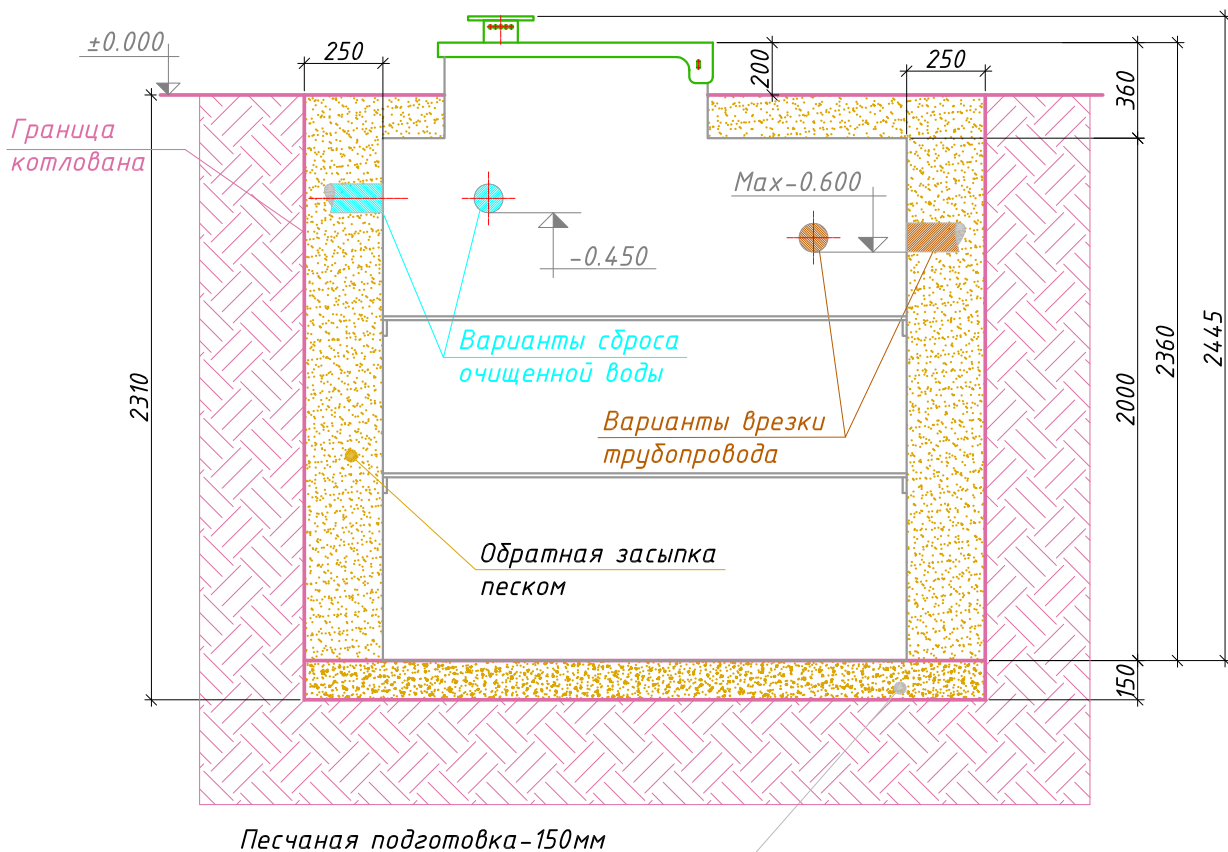 ±0.000
250
200
250
360
Граница
котлована
Max-0.600
-0.450
2310
Варианты сброса
очищенной воды
Варианты врезки
трубопровода
2000
2360
2445
Обратная засыпка
песком
150
Песчаная подготовка-150мм